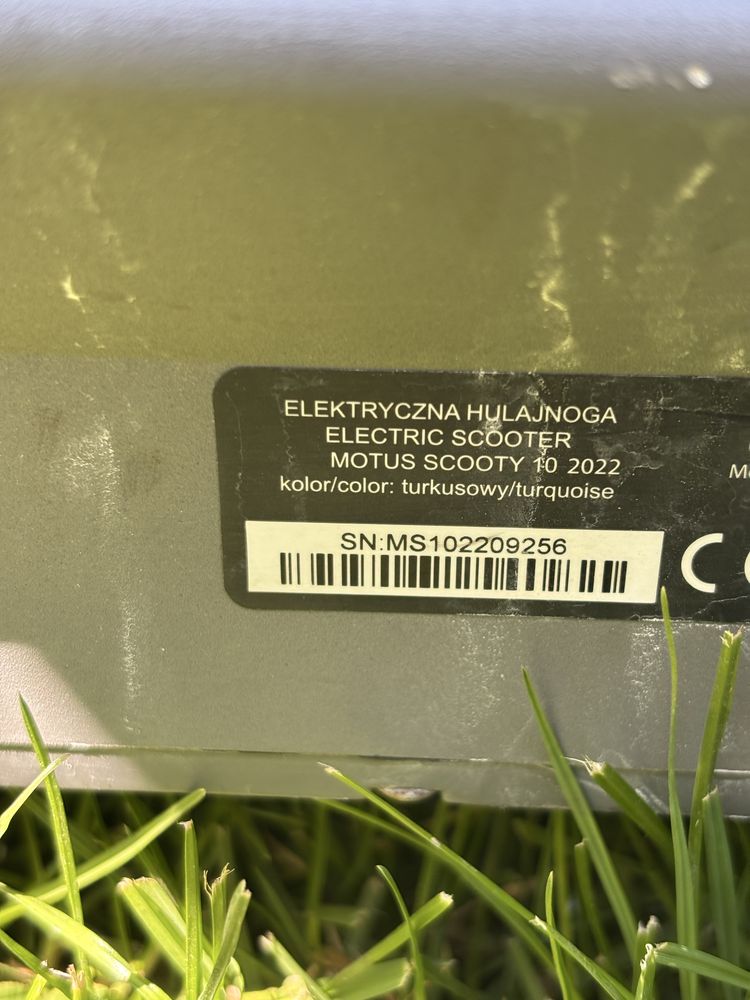 ELEKTRYCZNA HULAJNOGA
ELECTRIC SCOOTER
MOTUS SCOOTY 10 2022
kolor/color: turkusowy/turquoise
SN:MS102209256